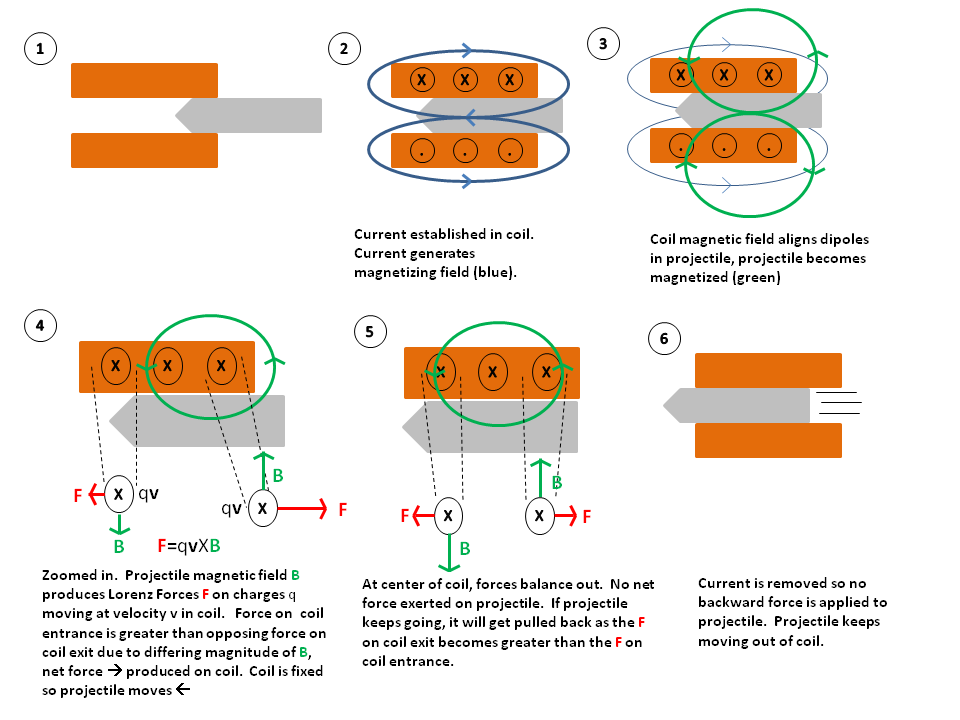 1
2
3
X X X
X X X
. . .
. . .
Current established in coil.
Current generates
magnetizing field (blue).
Coil magnetic field aligns dipoles
in projectile, projectile becomes
magnetized (green)
4
5
6
X X X
X X X
B
B
F X qv
qv X F
F X
X F
B
B
F=qvXB
Zoomed in. Projectile magnetic field B
produces Lorenz Forces F on charges q
moving at velocity v in coil. Force on coil
entrance is greater than opposing force on
coil exit due to differing magnitude of B,
net force → produced on coil. Coil is fixed
so projectile moves ←
At center of coil, forces balance out. No net
force exerted on projectile. If projectile
keeps going, it will get pulled back as the F
on coil exit becomes greater than the F on
coil entrance.
Current is removed so no
backward force is applied to
projectile. Projectile keeps
moving out of coil.